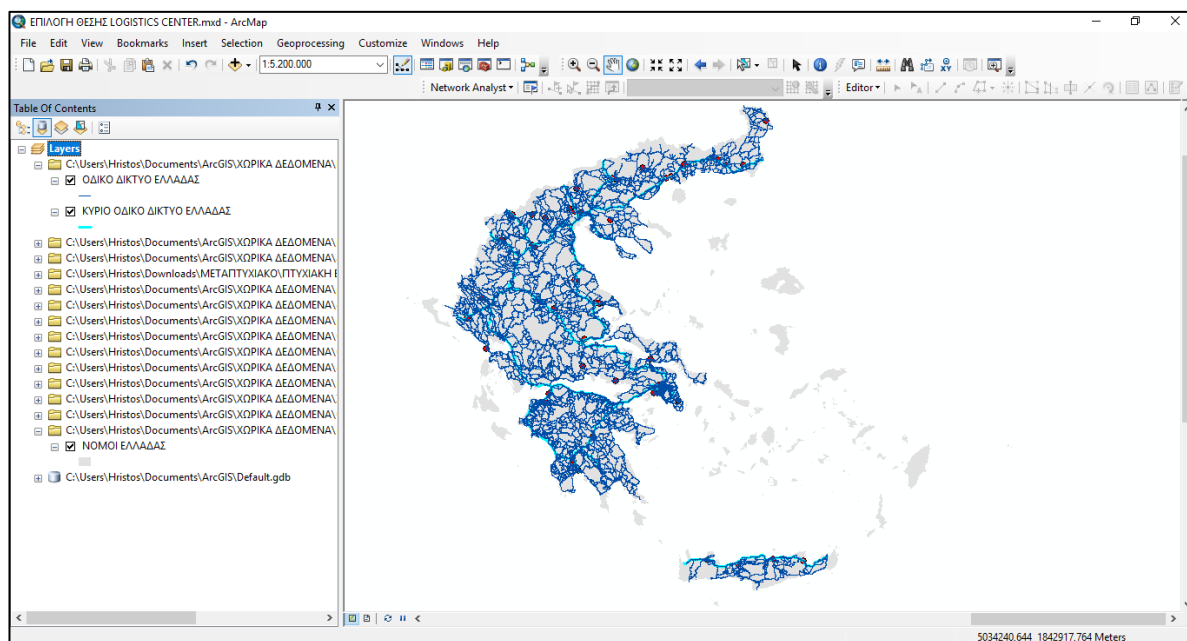 ΕΠΙΛΟΓΗ ΘΕΣΗΣ LOGISTICS CENTER.mxd - ArcMap
File Edit View Bookmarks Insert Selection Geoprocessing Customize Windows Help
1:5.200.000
Network Analyst Editor
Table Of Contents
Layers
C:\Users\Hristos\Documents\ArcGIS\ΧΩΡΙΚΑ ΔΕΔΟΜΕΝΑ\
ΟΔΙΚΟ ΔΙΚΤΥΟ ΕΛΛΑΔΑΣ
ΚΥΡΙΟ ΟΔΙΚΟ ΔΙΚΤΥΟ ΕΛΛΑΔΑΣ
C:\Users\Hristos\Documents\ArcGIS\ΧΩΡΙΚΑ ΔΕΔΟΜΕΝΑ\
C:\Users\Hristos\Documents\ArcGIS\ΧΩΡΙΚΑ ΔΕΔΟΜΕΝΑ\
C:\Users\Hristos\Downloads\ΜΕΤΑΠΤΥΧΙΑΚΟ\ΠΤΥΧΙΑΚΗ Ε
C:\Users\Hristos\Documents\ArcGIS\ΧΩΡΙΚΑ ΔΕΔΟΜΕΝΑ\
C:\Users\Hristos\Documents\ArcGIS\ΧΩΡΙΚΑ ΔΕΔΟΜΕΝΑ\
C:\Users\Hristos\Documents\ArcGIS\ΧΩΡΙΚΑ ΔΕΔΟΜΕΝΑ\
C:\Users\Hristos\Documents\ArcGIS\ΧΩΡΙΚΑ ΔΕΔΟΜΕΝΑ\
C:\Users\Hristos\Documents\ArcGIS\ΧΩΡΙΚΑ ΔΕΔΟΜΕΝΑ\
C:\Users\Hristos\Documents\ArcGIS\ΧΩΡΙΚΑ ΔΕΔΟΜΕΝΑ\
C:\Users\Hristos\Documents\ArcGIS\ΧΩΡΙΚΑ ΔΕΔΟΜΕΝΑ\
C:\Users\Hristos\Documents\ArcGIS\ΧΩΡΙΚΑ ΔΕΔΟΜΕΝΑ\
C:\Users\Hristos\Documents\ArcGIS\ΧΩΡΙΚΑ ΔΕΔΟΜΕΝΑ\
C:\Users\Hristos\Documents\ArcGIS\ΧΩΡΙΚΑ ΔΕΔΟΜΕΝΑ\
ΝΟΜΟΙ ΕΛΛΑΔΑΣ
C:\Users\Hristos\Documents\ArcGIS\Default.gdb
5034240,644 1842917,764 Meters